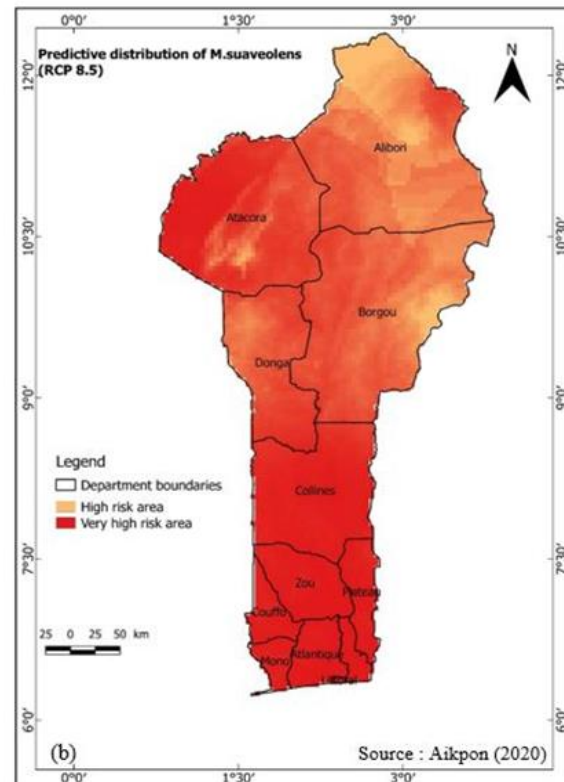 0°0' 1°30' 3°0'
Predictive distribution of M.suaveolens
(RCP 8.5)
N
12°0' 12°0'
Alibori
Atacora
10°30' 10°30'
Borgou
Donga
9°0' 9°0'
Legend
Department boundaries
High risk area
Very high risk area
Collines
7°30' 7°30'
Zou
Plateau
Couffo
25 0 25 50 km
Mono
Atlantique
6°0' 6°0'
(b) Source : Aikpon (2020)
0°0' 1°30' 3°0'